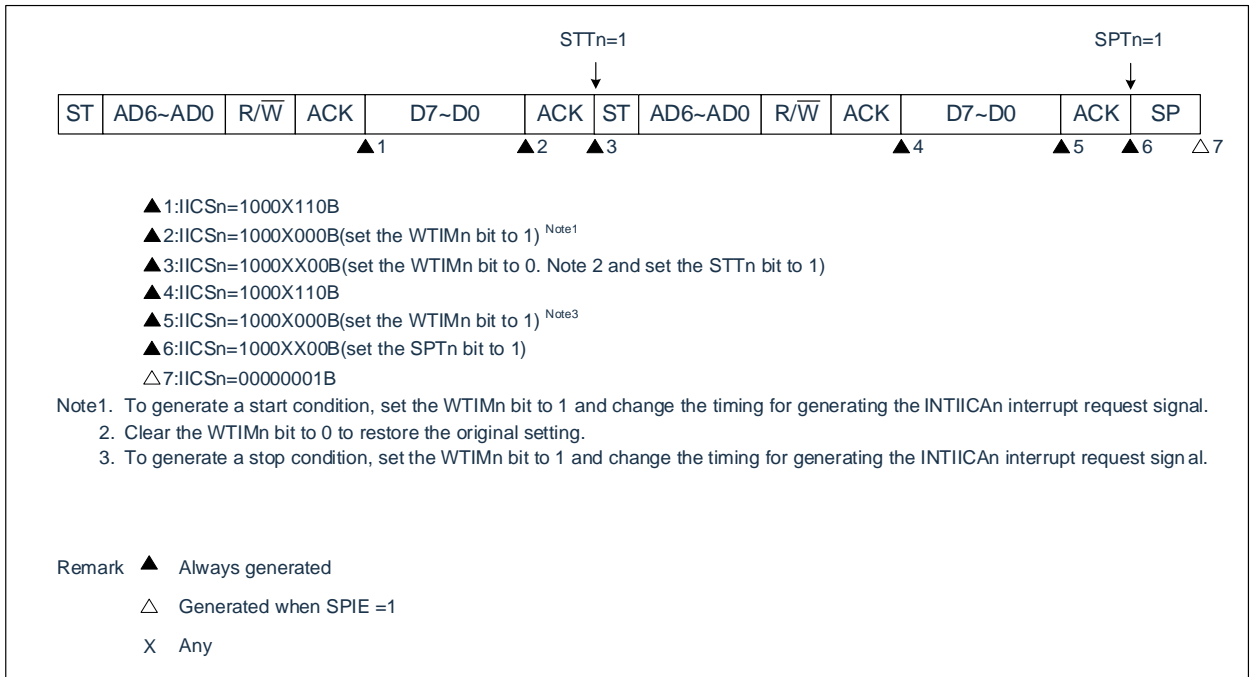 STTn=1 SPTn=1
ST AD6~AD0 R/W̅ ACK D7~D0 ACK ST AD6~AD0 R/W̅ ACK D7~D0 ACK SP
▲1 ▲2 ▲3 ▲4 ▲5 ▲6 △7
▲1:IICSn=1000X110B
▲2:IICSn=1000X000B(set the WTIMn bit to 1) Note1
▲3:IICSn=1000XX00B(set the WTIMn bit to 0. Note 2 and set the STTn bit to 1)
▲4:IICSn=1000X110B
▲5:IICSn=1000X000B(set the WTIMn bit to 1) Note3
▲6:IICSn=1000XX00B(set the SPTn bit to 1)
△7:IICSn=00000001B
Note1. To generate a start condition, set the WTIMn bit to 1 and change the timing for generating the INTIICAn interrupt request signal.
2. Clear the WTIMn bit to 0 to restore the original setting.
3. To generate a stop condition, set the WTIMn bit to 1 and change the timing for generating the INTIICAn interrupt request signal.
Remark ▲ Always generated
△ Generated when SPIE =1
X Any